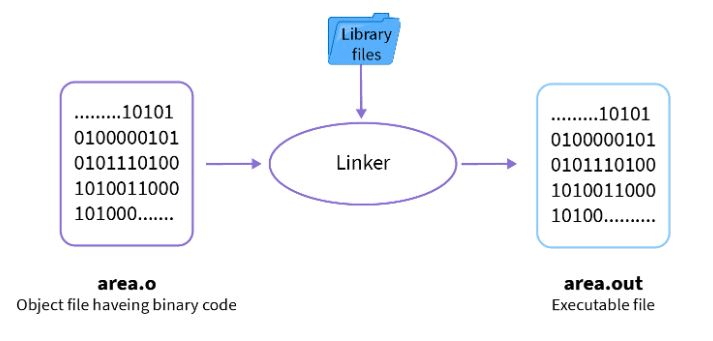 Library
files
.........10101
0100000101
0101110100
1010011000
101000.......
Linker
.........10101
0100000101
0101110100
1010011000
10100..........
area.o
Object file haveing binary code
area.out
Executable file